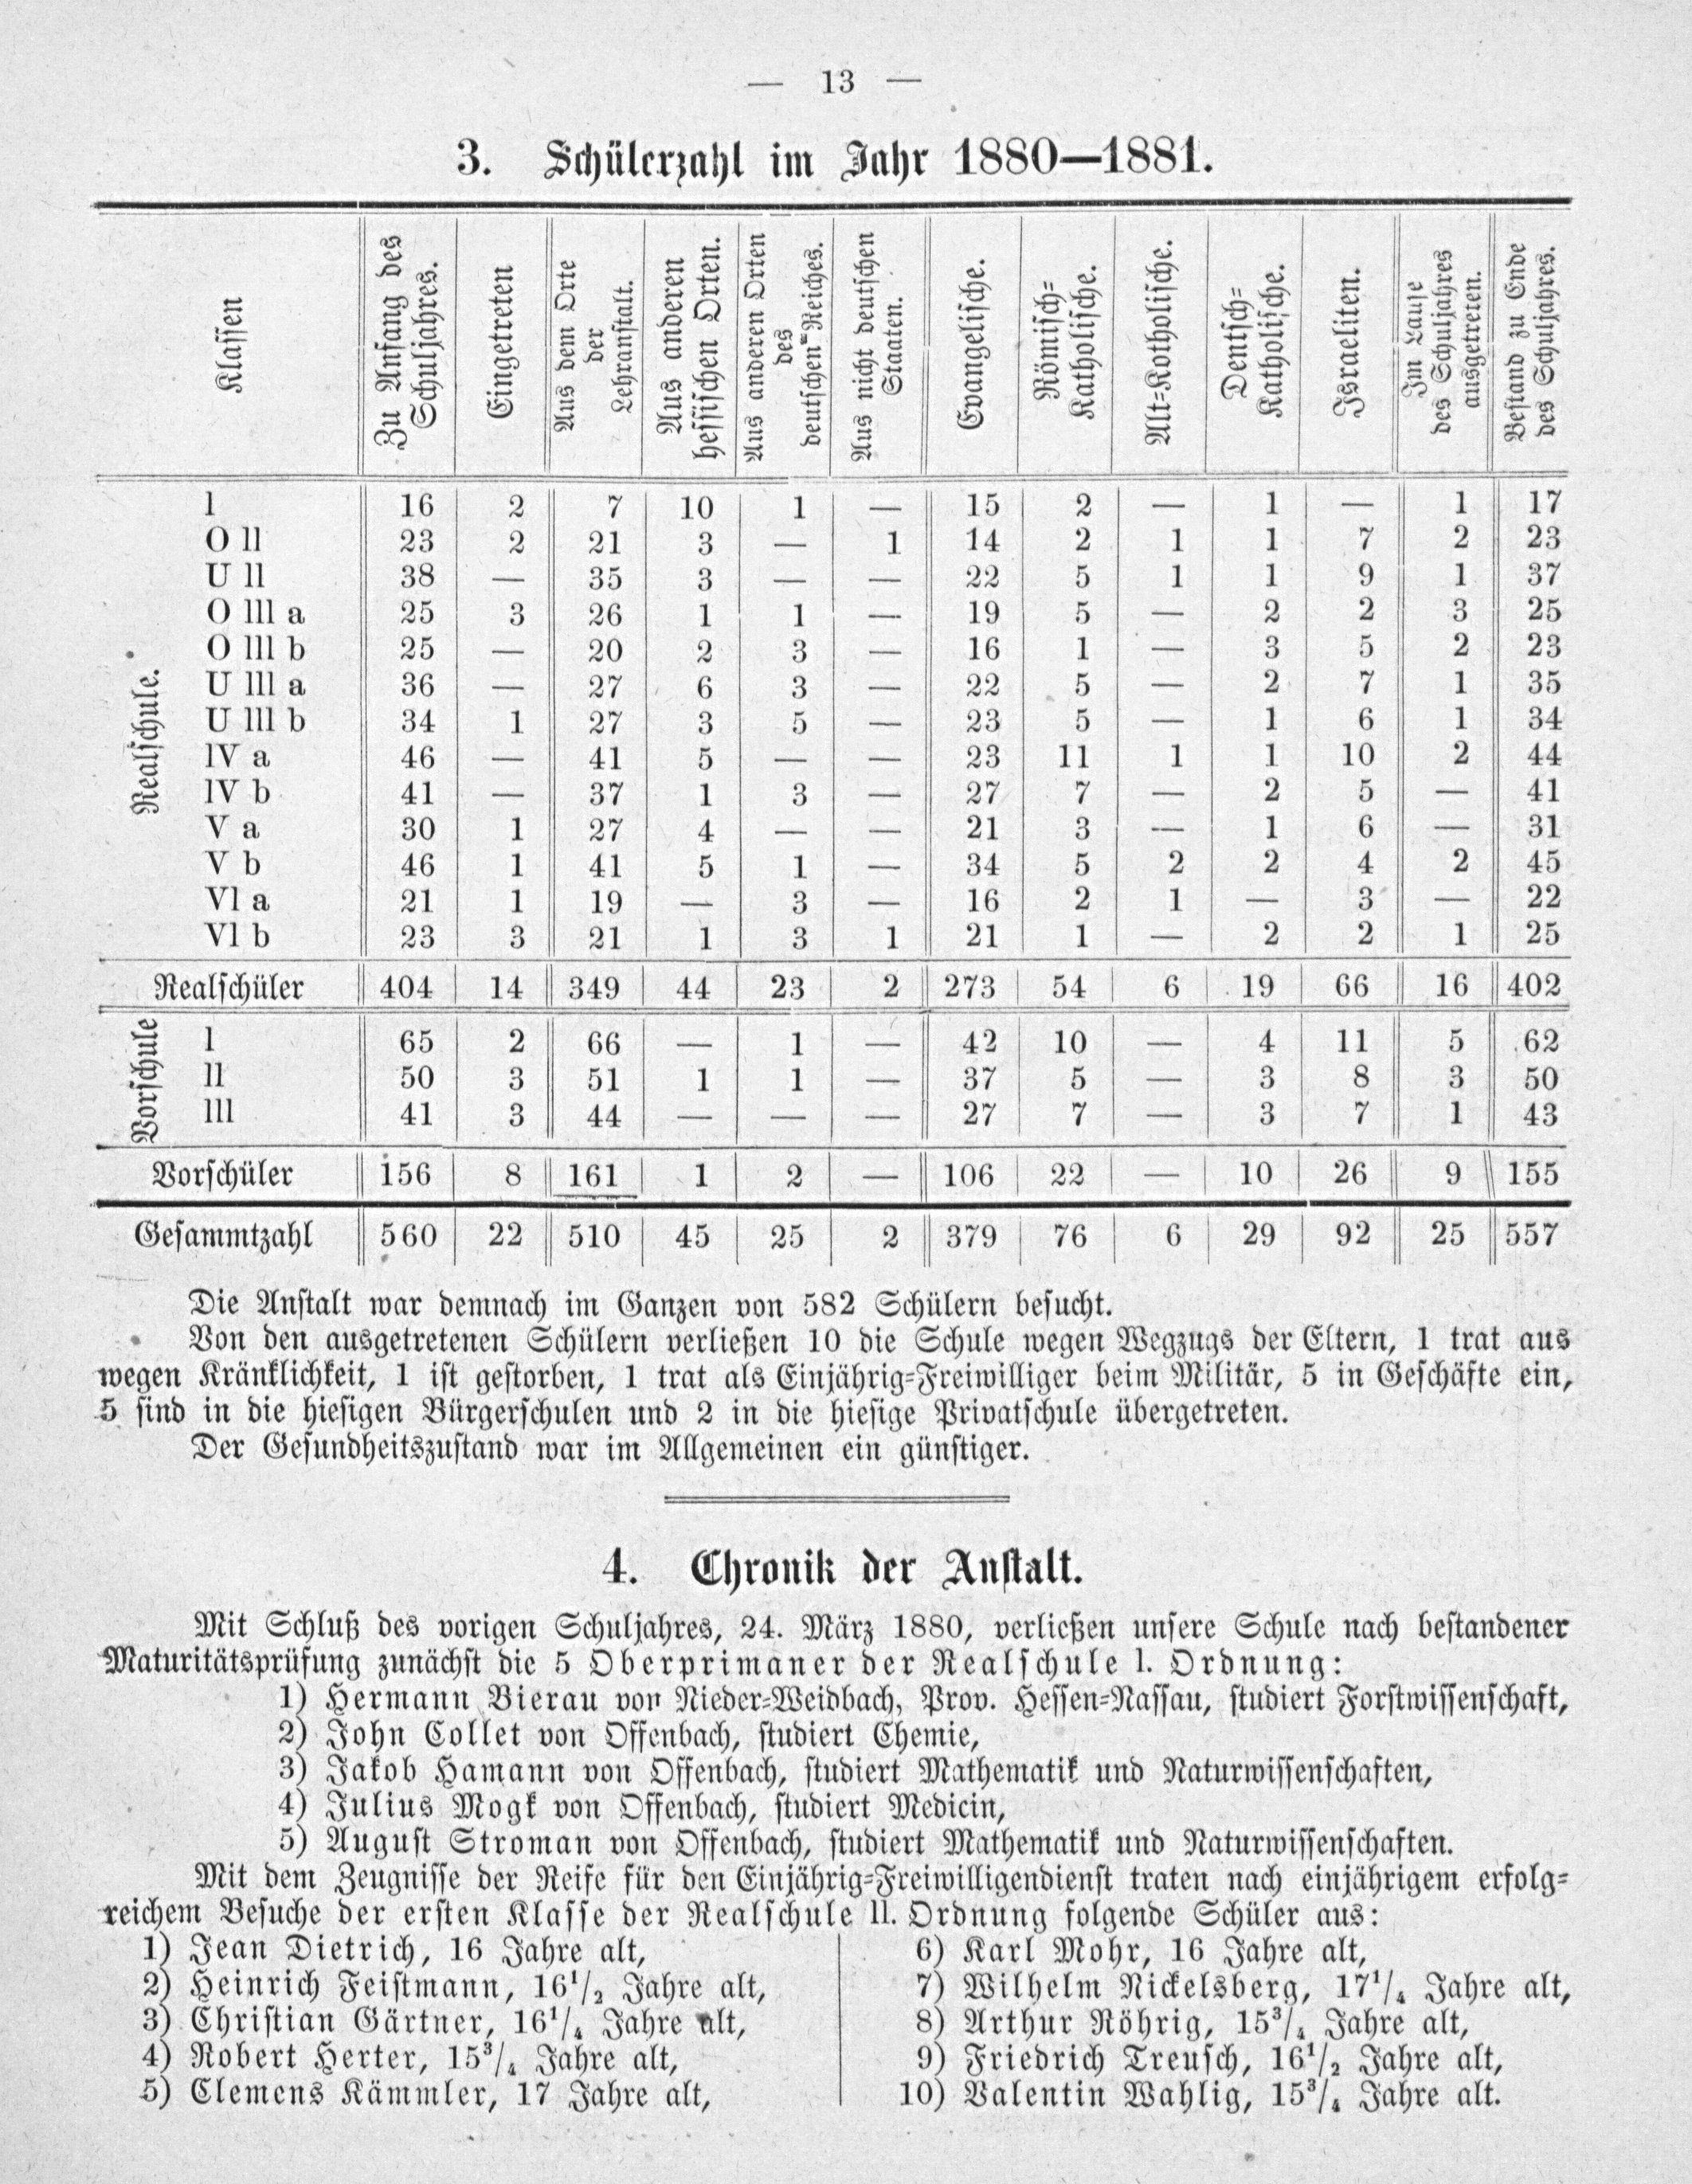 — 13 —
3. Schülerzahl im Jahr 1880—1881.
Klassen | Zu Anfang des Schuljahres. | Eingetreten | Aus dem Orte der Lehranstalt. | Aus anderen hessischen Orten. | Aus anderen Orten des deutschen Reiches. | Aus nicht deutschen Staaten. | Evangelische. | Römisch-Katholische. | Alt-Kotholische. | Dentsch-Katholische. | Israeliten. | Im Laufe des Schuljahres ausgetreten. | Bestand zu Ende des Schuljahres.
Realschule.
I 16 2 7 10 1 — 15 2 — 1 — 1 17
O II 23 2 21 3 — 1 14 2 1 1 7 2 23
U II 38 — 35 3 — — 22 5 1 1 9 1 37
O III a 25 3 26 1 1 — 19 5 — 2 2 3 25
O III b 25 — 20 2 3 — 16 1 — 3 5 2 23
U III a 36 — 27 6 3 — 22 5 — 2 7 1 35
U III b 34 1 27 3 5 — 23 5 — 1 6 1 34
IV a 46 — 41 5 — — 23 11 1 1 10 2 44
IV b 41 — 37 1 3 — 27 7 — 2 5 — 41
V a 30 1 27 4 — — 21 3 — 1 6 — 31
V b 46 1 41 5 1 — 34 5 2 2 4 2 45
VI a 21 1 19 — 3 — 16 2 1 — 3 — 22
VI b 23 3 21 1 3 1 21 1 — 2 2 1 25
Realschüler 404 14 349 44 23 2 273 54 6 19 66 16 402
Vorschule
I 65 2 66 — 1 — 42 10 — 4 11 5 62
II 50 3 51 1 1 — 37 5 — 3 8 3 50
III 41 3 44 — — — 27 7 — 3 7 1 43
Vorschüler 156 8 161 1 2 — 106 22 — 10 26 9 155
Gesammtzahl 560 22 510 45 25 2 379 76 6 29 92 25 557
Die Anstalt war demnach im Ganzen von 582 Schülern besucht.
Von den ausgetretenen Schülern verließen 10 die Schule wegen Wegzugs der Eltern, 1 trat aus
wegen Kränklichkeit, 1 ist gestorben, 1 trat als Einjährig-Freiwilliger beim Militär, 5 in Geschäfte ein,
5 sind in die hiesigen Bürgerschulen und 2 in die hiesige Privatschule übergetreten.
Der Gesundheitszustand war im Allgemeinen ein günstiger.
4. Chronik der Anstalt.
Mit Schluß des vorigen Schuljahres, 24. März 1880, verließen unsere Schule nach bestandener
Maturitätsprüfung zunächst die 5 Oberprimaner der Realschule I. Ordnung:
1) Hermann Bierau von Nieder-Weidbach, Prov. Hessen-Nassau, studiert Forstwissenschaft,
2) John Collet von Offenbach, studiert Chemie,
3) Jakob Hamann von Offenbach, studiert Mathematik und Naturwissenschaften,
4) Julius Mogk von Offenbach, studiert Medicin,
5) August Stroman von Offenbach, studiert Mathematik und Naturwissenschaften.
Mit dem Zeugnisse der Reife für den Einjährig-Freiwilligendienst traten nach einjährigem erfolg-
reichem Besuche der ersten Klasse der Realschule II. Ordnung folgende Schüler aus:
1) Jean Dietrich, 16 Jahre alt,
2) Heinrich Feistmann, 16 1/2 Jahre alt,
3) Christian Gärtner, 16 1/4 Jahre alt,
4) Robert Herter, 15 3/4 Jahre alt,
5) Clemens Kämmler, 17 Jahre alt,
6) Karl Mohr, 16 Jahre alt,
7) Wilhelm Nickelsberg, 17 1/4 Jahre alt,
8) Arthur Röhrig, 15 3/4 Jahre alt,
9) Friedrich Treusch, 16 1/2 Jahre alt,
10) Valentin Wahlig, 15 3/4 Jahre alt.